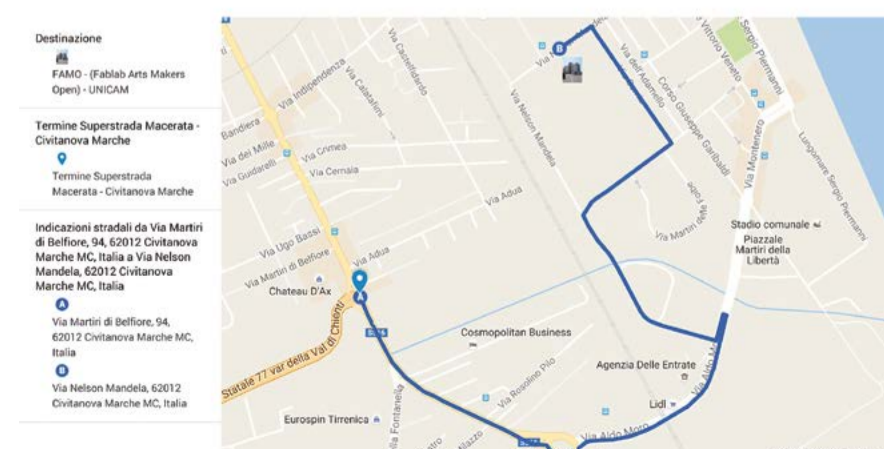 Destinazione
FAMO - (Fablab Arts Makers
Open) - UNICAM
Termine Superstrada Macerata -
Civitanova Marche
Termine Superstrada
Macerata - Civitanova Marche
Indicazioni stradali da Via Martiri
di Belfiore, 94, 62012 Civitanova
Marche MC, Italia a Via Nelson
Mandela, 62012 Civitanova
Marche MC, Italia
A
Via Martiri di Belfiore, 94,
62012 Civitanova Marche MC,
Italia
B
Via Nelson Mandela, 62012
Civitanova Marche MC, Italia
B
Via Indipendenza
Via Castelfidardo
Via Calatafimi
Bandiera
Via dei Mille
Via Guidarelli
Via Crimea
Via Cernaia
Via Nelson Mandela
Via dell'Adamello
Corso Giuseppe Garibaldi
Via Vittorio Veneto
Sergio Piermanni
Lungomare Sergio Piermanni
Via Montenero
Via Adua
Via Martiri delle Foibe
Stadio comunale
Piazzale
Martiri della
Libertà
Via Ugo Bassi
Via Adua
Via Martiri di Belfiore
Chateau D'Ax
A
Statale 77 var della Val di Chienti
Cosmopolitan Business
Agenzia Delle Entrate
Via Rosolino Pilo
Lidl
Via Aldo Moro
Eurospin Tirrenica
lla Fontanella
Via Aldo Moro